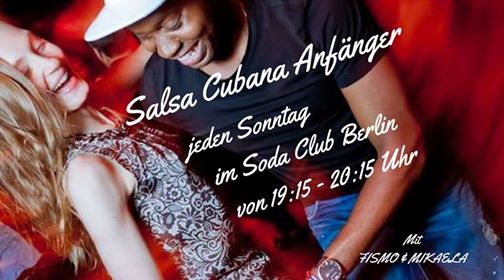 Salsa Cubana Anfänger
jeden Sonntag
im Soda Club Berlin
von 19:15 - 20:15 Uhr
Mit
FISMO & MIKAELA